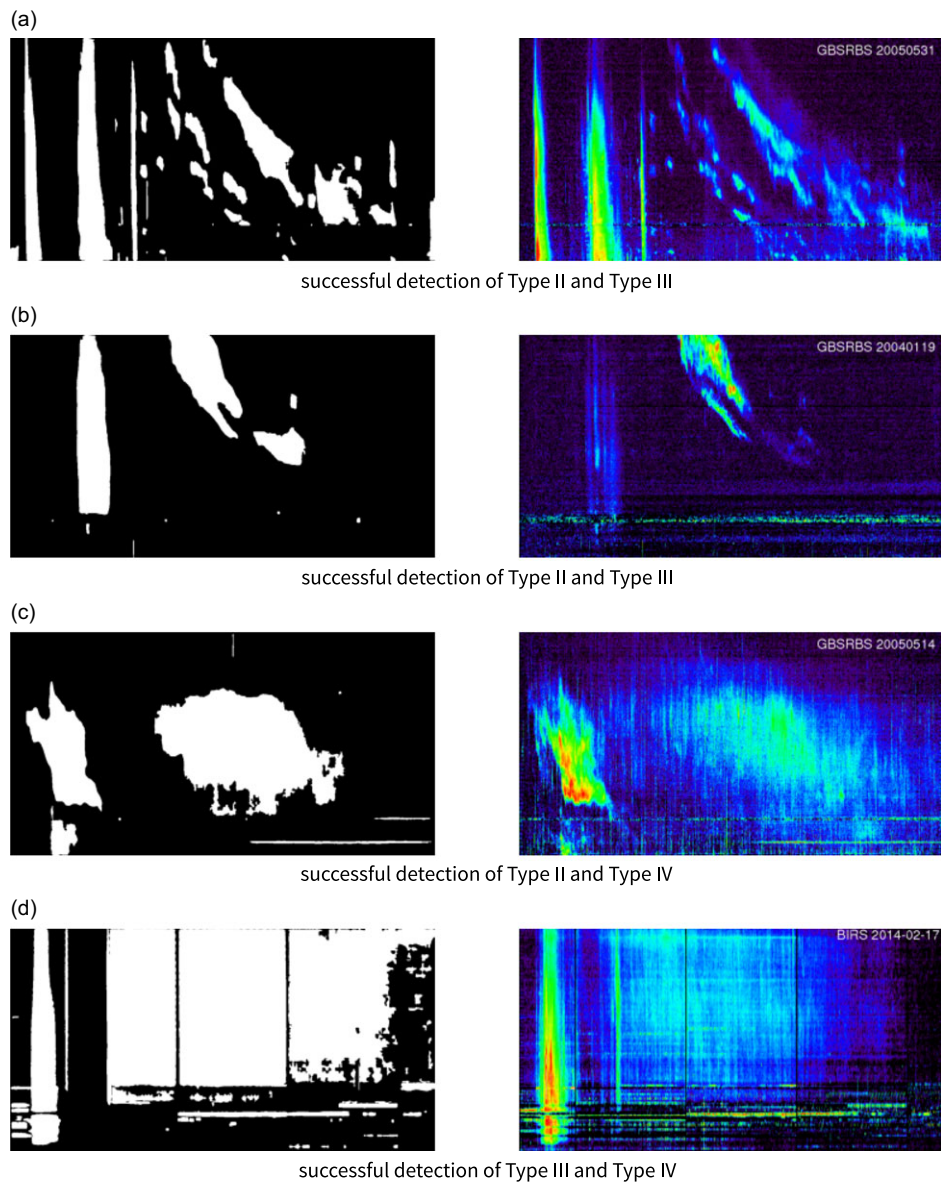 (a)
GBSRBS 20050531
successful detection of Type II and Type III
(b)
GBSRBS 20040119
successful detection of Type II and Type III
(c)
GBSRBS 20050514
successful detection of Type II and Type IV
(d)
BIRS 2014-02-17
successful detection of Type III and Type IV